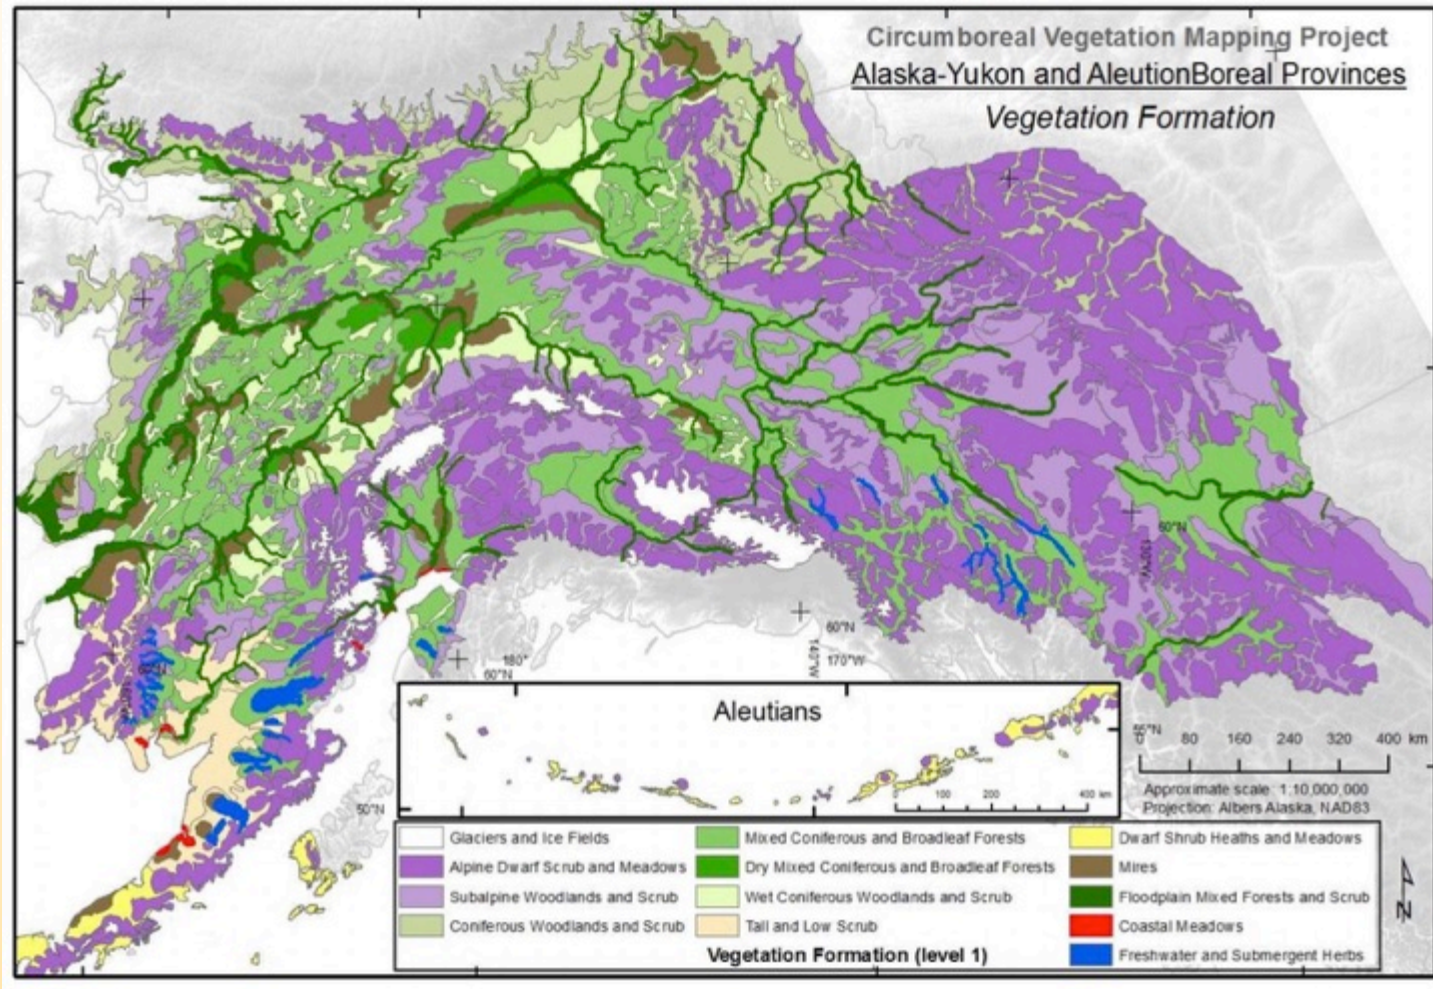 Circumboreal Vegetation Mapping Project
Alaska-Yukon and AleutionBoreal Provinces
Vegetation Formation
60°N
130°W
60°N
140°W
170°W
180°
60°N
55°N
50°N
Aleutians
0 100 200 400 km
0 80 160 240 320 400 km
Approximate scale: 1:10,000,000
Projection: Albers Alaska, NAD83
Glaciers and Ice Fields
Alpine Dwarf Scrub and Meadows
Subalpine Woodlands and Scrub
Coniferous Woodlands and Scrub
Mixed Coniferous and Broadleaf Forests
Dry Mixed Coniferous and Broadleaf Forests
Wet Coniferous Woodlands and Scrub
Tall and Low Scrub
Vegetation Formation (level 1)
Dwarf Shrub Heaths and Meadows
Mires
Floodplain Mixed Forests and Scrub
Coastal Meadows
Freshwater and Submergent Herbs
N